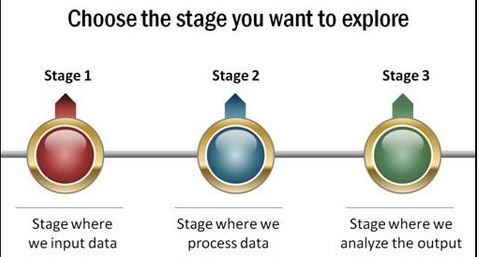 Choose the stage you want to explore
Stage 1
Stage 2
Stage 3
Stage where
we input data
Stage where we
process data
Stage where we
analyze the output